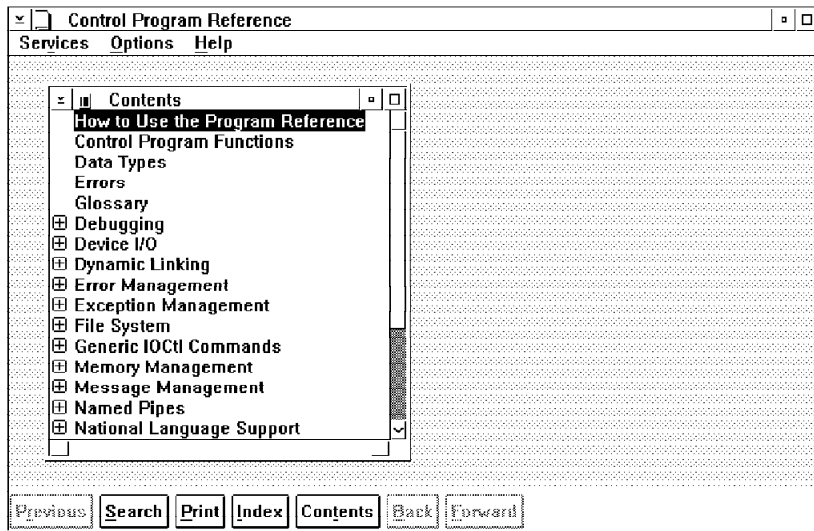 Control Program Reference
Services Options Help
Contents
How to Use the Program Reference
Control Program Functions
Data Types
Errors
Glossary
Debugging
Device I/O
Dynamic Linking
Error Management
Exception Management
File System
Generic IOCtl Commands
Memory Management
Message Management
Named Pipes
National Language Support
Previous Search Print Index Contents Back Forward